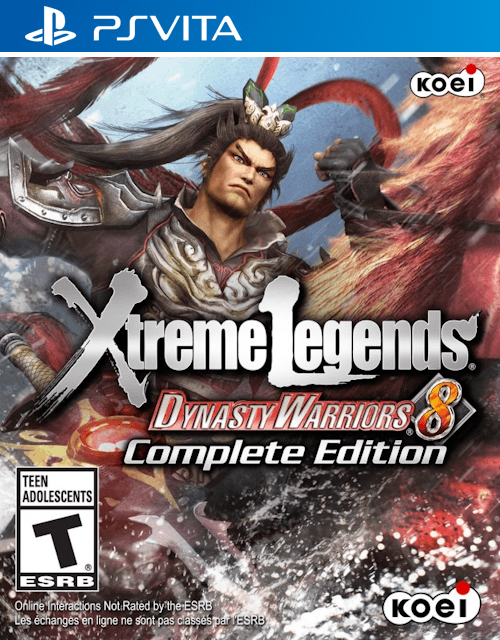 PSVITA
KOEI
Xtreme Legends®
DYNASTY WARRIORS® 8
Complete Edition
TEEN
ADOLESCENTS
T®
ESRB
Online Interactions Not Rated by the ESRB
Les échanges en ligne ne sont pas classés par l'ESRB
KOEI